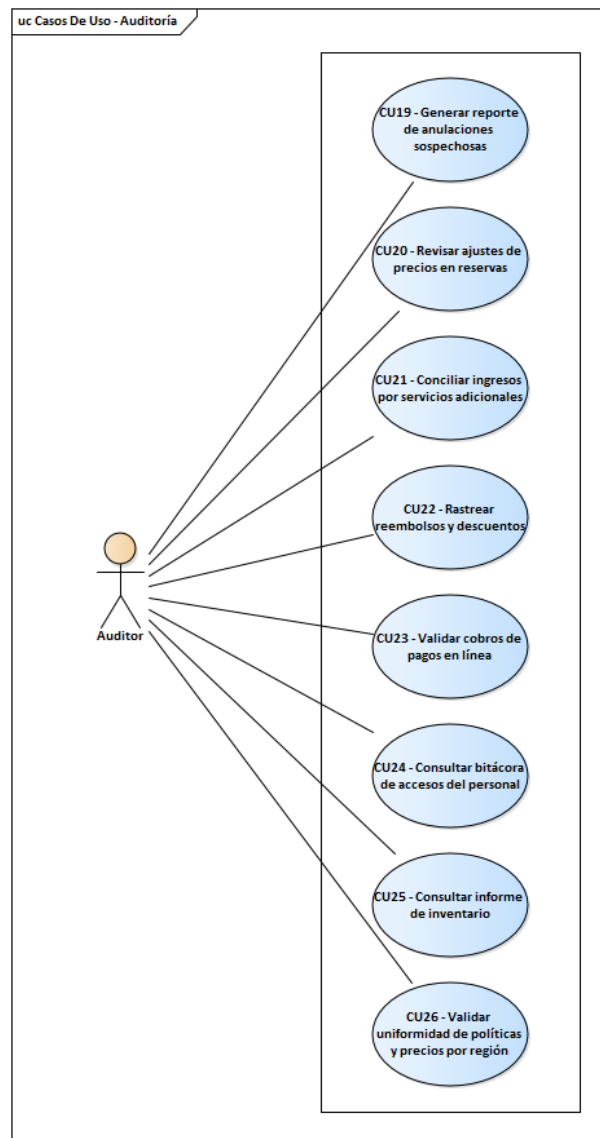 uc Casos De Uso - Auditoría
CU19 - Generar reporte
de anulaciones
sospechosas
CU20 - Revisar ajustes de
precios en reservas
CU21 - Conciliar ingresos
por servicios adicionales
CU22 - Rastrear
reembolsos y descuentos
Auditor
CU23 - Validar cobros de
pagos en línea
CU24 - Consultar bitácora
de accesos del personal
CU25 - Consultar informe
de inventario
CU26 - Validar
uniformidad de políticas
y precios por región